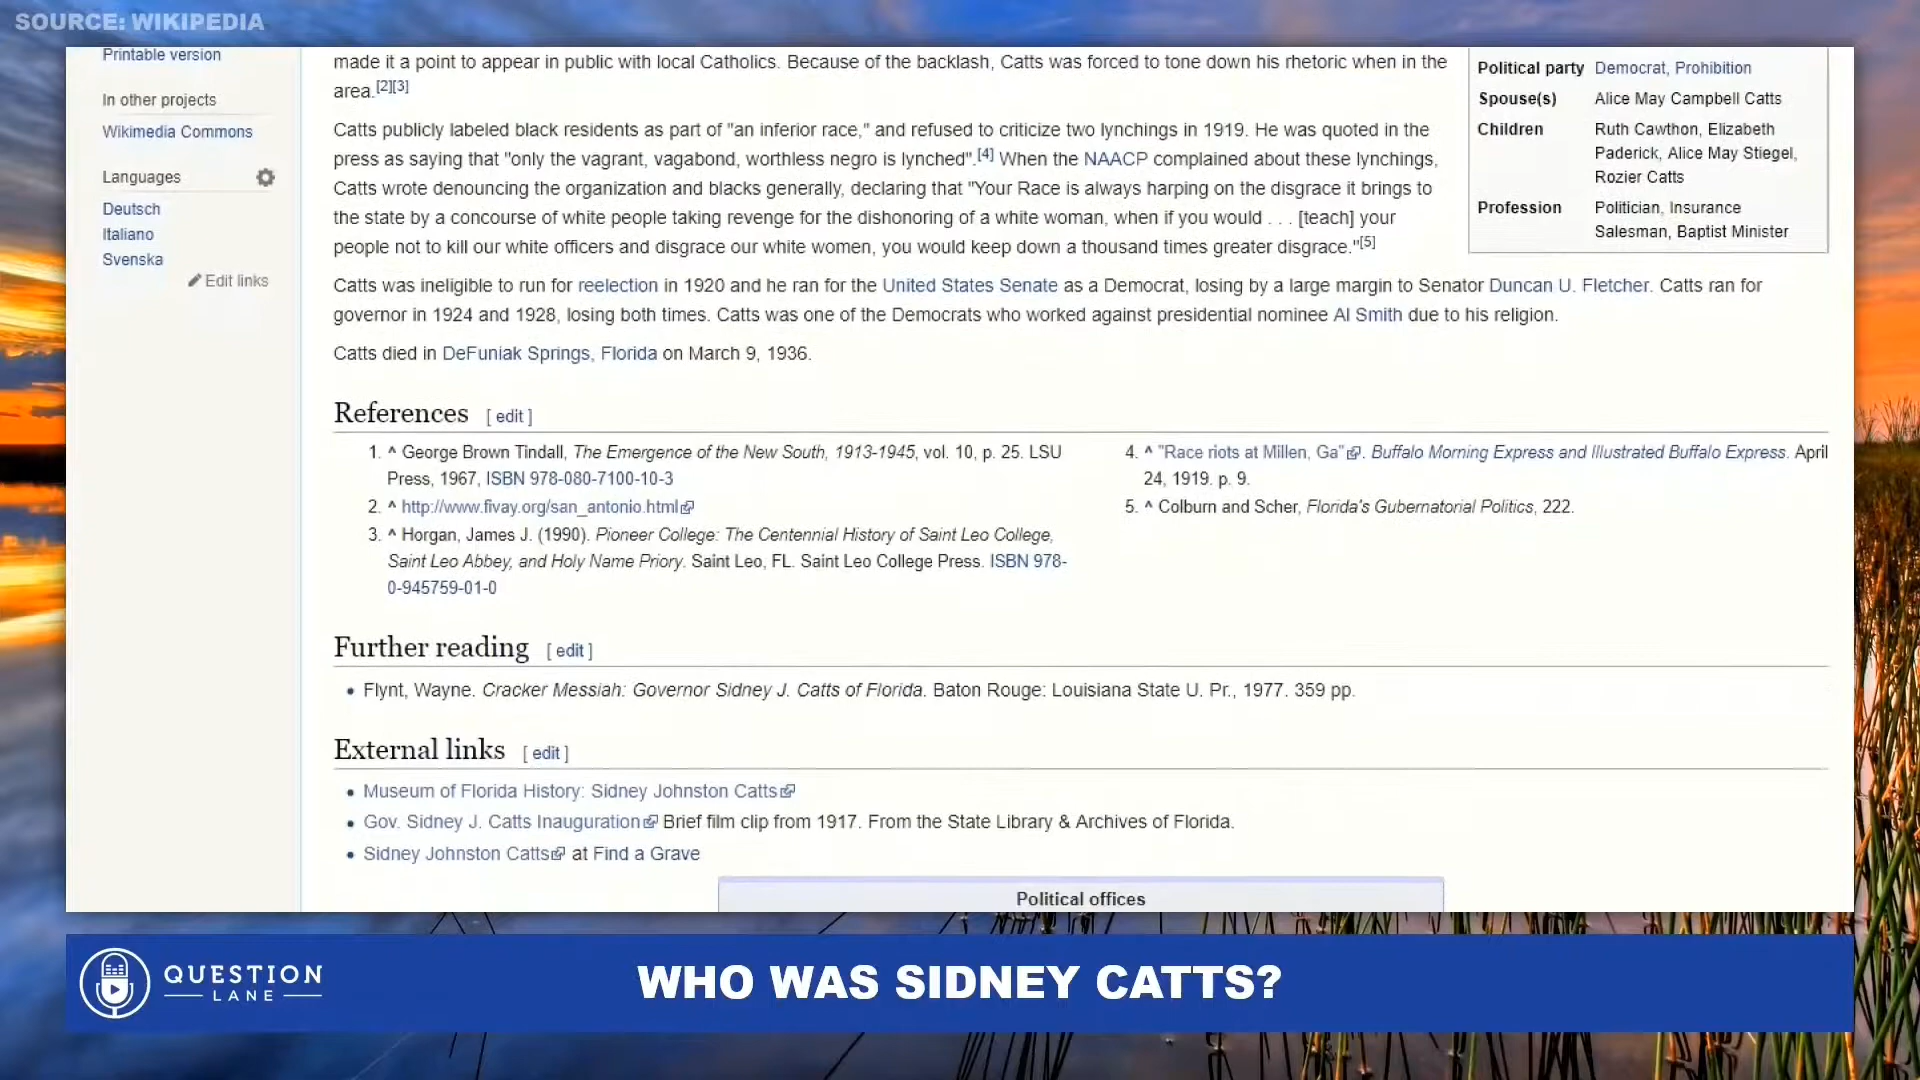 SOURCE: WIKIPEDIA
Printable version
In other projects
Wikimedia Commons
Languages
Deutsch
Italiano
Svenska
Edit links
made it a point to appear in public with local Catholics. Because of the backlash, Catts was forced to tone down his rhetoric when in the
area.[2][3]
Catts publicly labeled black residents as part of "an inferior race," and refused to criticize two lynchings in 1919. He was quoted in the
press as saying that "only the vagrant, vagabond, worthless negro is lynched".[4] When the NAACP complained about these lynchings,
Catts wrote denouncing the organization and blacks generally, declaring that "Your Race is always harping on the disgrace it brings to
the state by a concourse of white people taking revenge for the dishonoring of a white woman, when if you would . . . [teach] your
people not to kill our white officers and disgrace our white women, you would keep down a thousand times greater disgrace."[5]
Catts was ineligible to run for reelection in 1920 and he ran for the United States Senate as a Democrat, losing by a large margin to Senator Duncan U. Fletcher. Catts ran for
governor in 1924 and 1928, losing both times. Catts was one of the Democrats who worked against presidential nominee Al Smith due to his religion.
Catts died in DeFuniak Springs, Florida on March 9, 1936.
Political party Democrat, Prohibition
Spouse(s) Alice May Campbell Catts
Children Ruth Cawthon, Elizabeth
Paderick, Alice May Stiegel,
Rozier Catts
Profession Politician, Insurance
Salesman, Baptist Minister
References [ edit ]
1. ^ George Brown Tindall, The Emergence of the New South, 1913-1945, vol. 10, p. 25. LSU
Press, 1967, ISBN 978-080-7100-10-3
2. ^ http://www.fivay.org/san_antonio.html
3. ^ Horgan, James J. (1990). Pioneer College: The Centennial History of Saint Leo College,
Saint Leo Abbey, and Holy Name Priory. Saint Leo, FL. Saint Leo College Press. ISBN 978-
0-945759-01-0
4. ^ "Race riots at Millen, Ga". Buffalo Morning Express and Illustrated Buffalo Express. April
24, 1919. p. 9.
5. ^ Colburn and Scher, Florida's Gubernatorial Politics, 222.
Further reading [ edit ]
• Flynt, Wayne. Cracker Messiah: Governor Sidney J. Catts of Florida. Baton Rouge: Louisiana State U. Pr., 1977. 359 pp.
External links [ edit ]
• Museum of Florida History: Sidney Johnston Catts
• Gov. Sidney J. Catts Inauguration Brief film clip from 1917. From the State Library & Archives of Florida.
• Sidney Johnston Catts at Find a Grave
Political offices
QUESTION
LANE
WHO WAS SIDNEY CATTS?